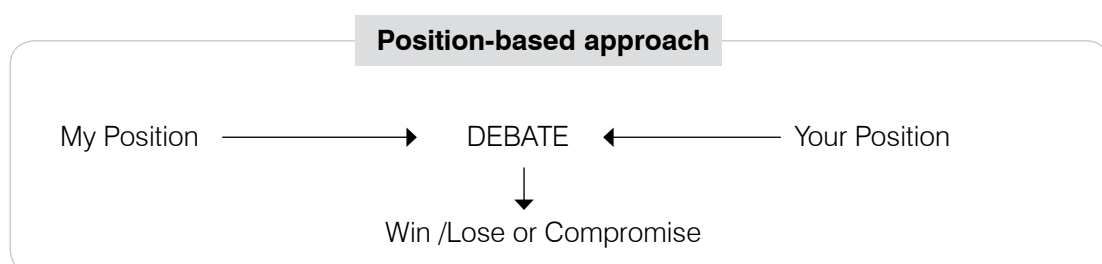 Position-based approach
My Position DEBATE Your Position
Win /Lose or Compromise